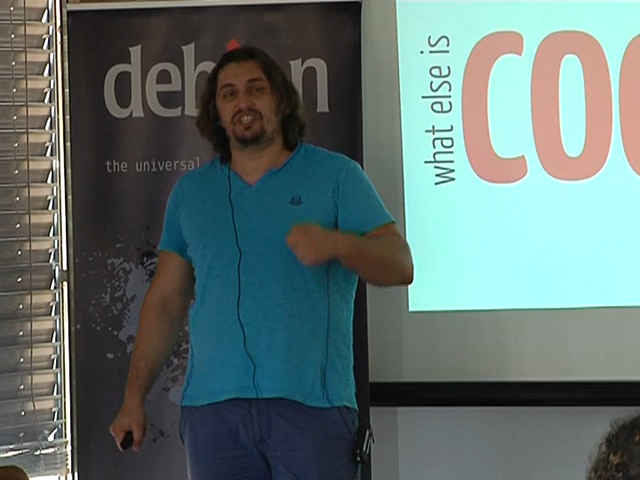 debian
the universal
what else is
COO